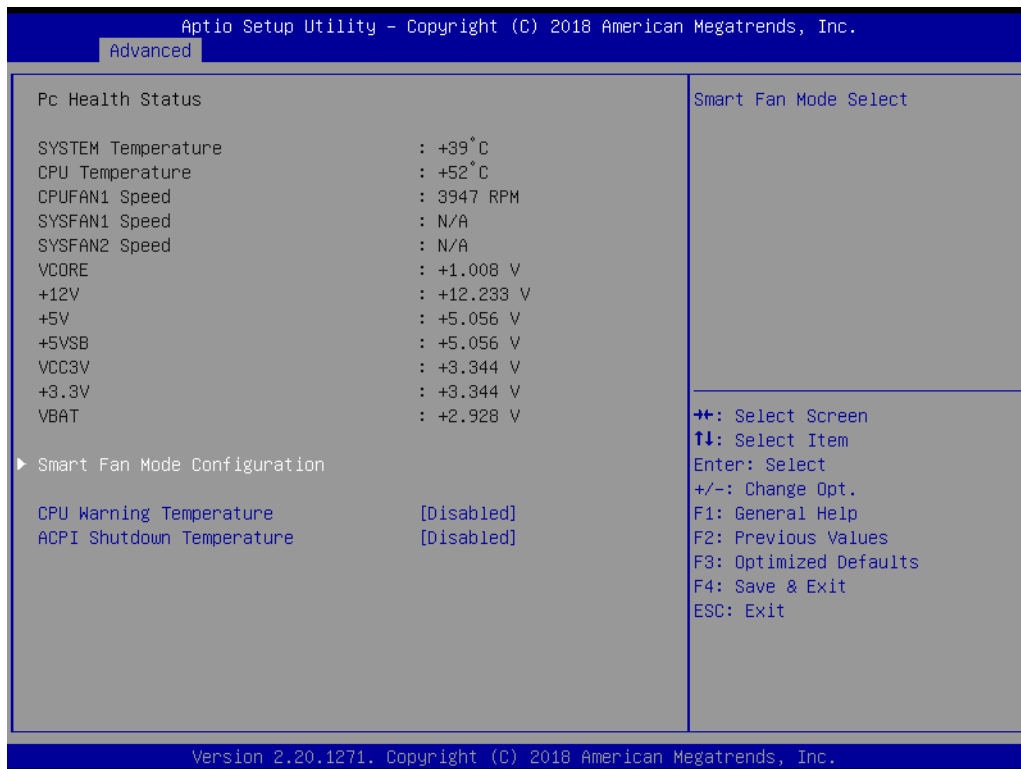 Aptio Setup Utility – Copyright (C) 2018 American Megatrends, Inc.
Advanced
Pc Health Status
SYSTEM Temperature : +39°C
CPU Temperature : +52°C
CPUFAN1 Speed : 3947 RPM
SYSFAN1 Speed : N/A
SYSFAN2 Speed : N/A
VCORE : +1.008 V
+12V : +12.233 V
+5V : +5.056 V
+5VSB : +5.056 V
VCC3V : +3.344 V
+3.3V : +3.344 V
VBAT : +2.928 V
Smart Fan Mode Configuration
CPU Warning Temperature [Disabled]
ACPI Shutdown Temperature [Disabled]
Smart Fan Mode Select
→←: Select Screen
↑↓: Select Item
Enter: Select
+/-: Change Opt.
F1: General Help
F2: Previous Values
F3: Optimized Defaults
F4: Save & Exit
ESC: Exit
Version 2.20.1271. Copyright (C) 2018 American Megatrends, Inc.